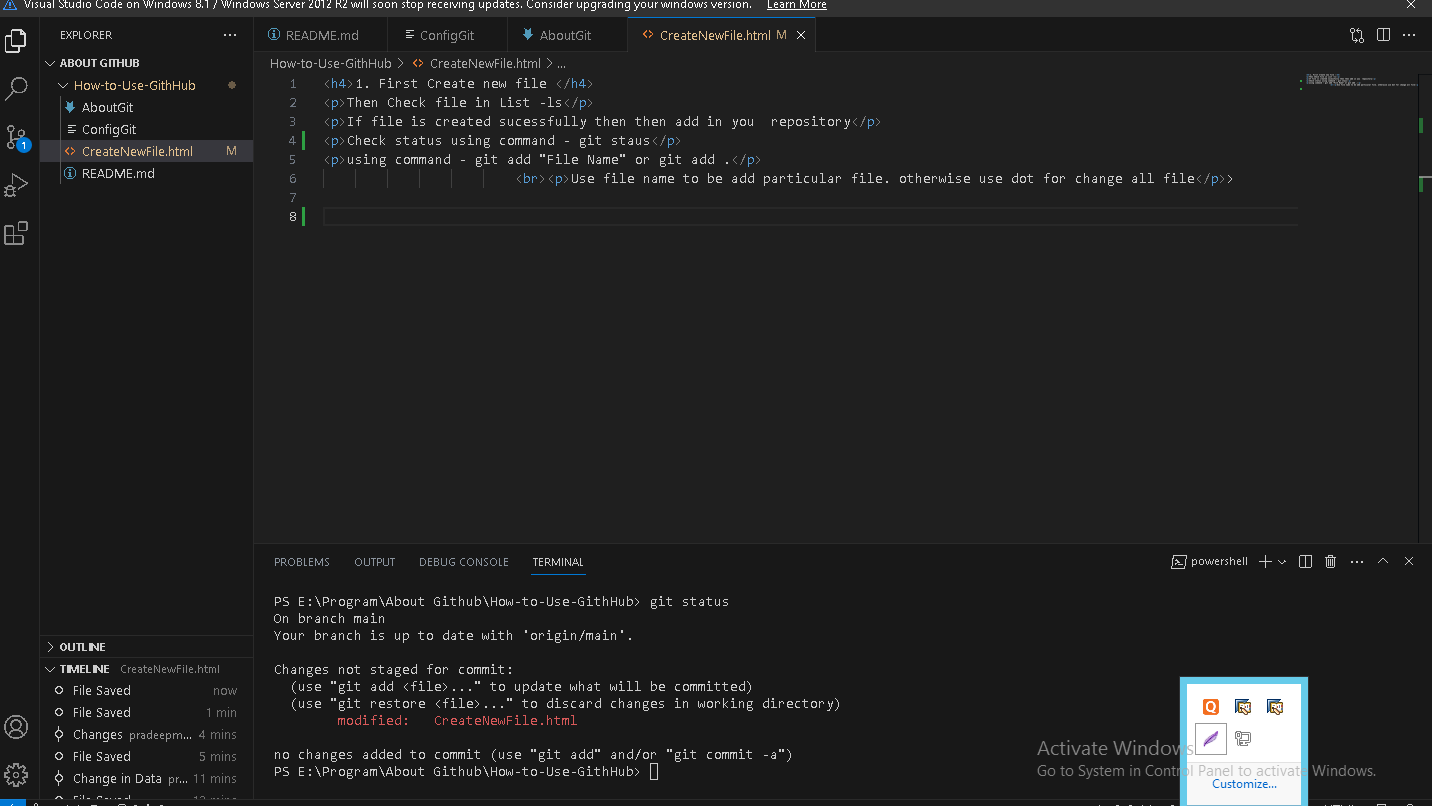 Visual Studio Code on Windows 8.1 / Windows Server 2012 R2 will soon stop receiving updates. Consider upgrading your windows version. Learn More
EXPLORER
README.md
ConfigGit
AboutGit
CreateNewFile.html M
ABOUT GITHUB
How-to-Use-GithHub > CreateNewFile.html > ...
How-to-Use-GithHub
AboutGit
ConfigGit
CreateNewFile.html M
README.md
1
1 <h4>1. First Create new file </h4>
2 <p>Then Check file in List -ls</p>
3 <p>If file is created sucessfully then then add in you  repository</p>
4 <p>Check status using command - git staus</p>
5 <p>using command - git add "File Name" or git add .</p>
6 <br><p>Use file name to be add particular file. otherwise use dot for change all file</p>>
7
8
PROBLEMS OUTPUT DEBUG CONSOLE TERMINAL
powershell
PS E:\Program\About Github\How-to-Use-GithHub> git status
On branch main
Your branch is up to date with 'origin/main'.
Changes not staged for commit:
(use "git add <file>..." to update what will be committed)
(use "git restore <file>..." to discard changes in working directory)
modified:   CreateNewFile.html
no changes added to commit (use "git add" and/or "git commit -a")
PS E:\Program\About Github\How-to-Use-GithHub>
OUTLINE
TIMELINE CreateNewFile.html
File Saved now
File Saved 1 min
Changes pradeepm... 4 mins
File Saved 5 mins
Change in Data pr... 11 mins
Activate Windows
Go to System in Control Panel to activate Windows.
Customize...